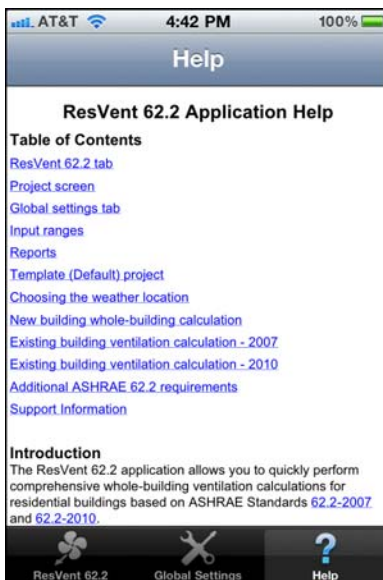 AT&T 4:42 PM 100%
Help
ResVent 62.2 Application Help
Table of Contents
ResVent 62.2 tab
Project screen
Global settings tab
Input ranges
Reports
Template (Default) project
Choosing the weather location
New building whole-building calculation
Existing building ventilation calculation - 2007
Existing building ventilation calculation - 2010
Additional ASHRAE 62.2 requirements
Support Information
Introduction
The ResVent 62.2 application allows you to quickly perform
comprehensive whole-building ventilation calculations for
residential buildings based on ASHRAE Standards 62.2-2007
and 62.2-2010.
ResVent 62.2 Global Settings Help